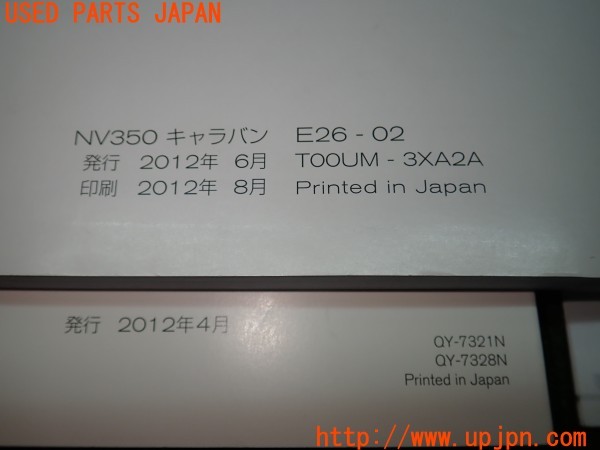 USED PARTS JAPAN
NV350 キャラバン E26 - 02
発行 2012年 6月 T00UM - 3XA2A
印刷 2012年 8月 Printed in Japan
発行 2012年4月
QY-7321N
QY-7328N
Printed in Japan
http://www.upjpn.com/